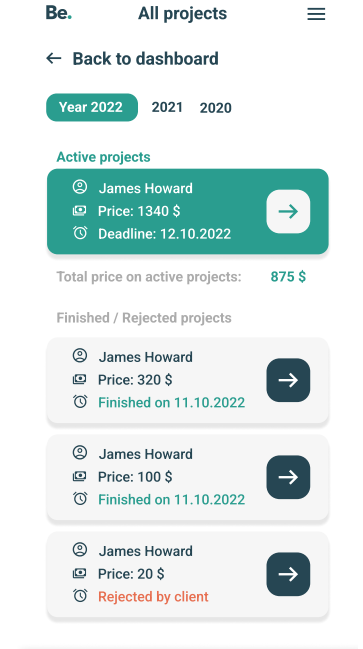 Be.
All projects
Back to dashboard
Year 2022 2021 2020
Active projects
James Howard
Price: 1340 $
Deadline: 12.10.2022
Total price on active projects: 875 $
Finished / Rejected projects
James Howard
Price: 320 $
Finished on 11.10.2022
James Howard
Price: 100 $
Finished on 11.10.2022
James Howard
Price: 20 $
Rejected by client